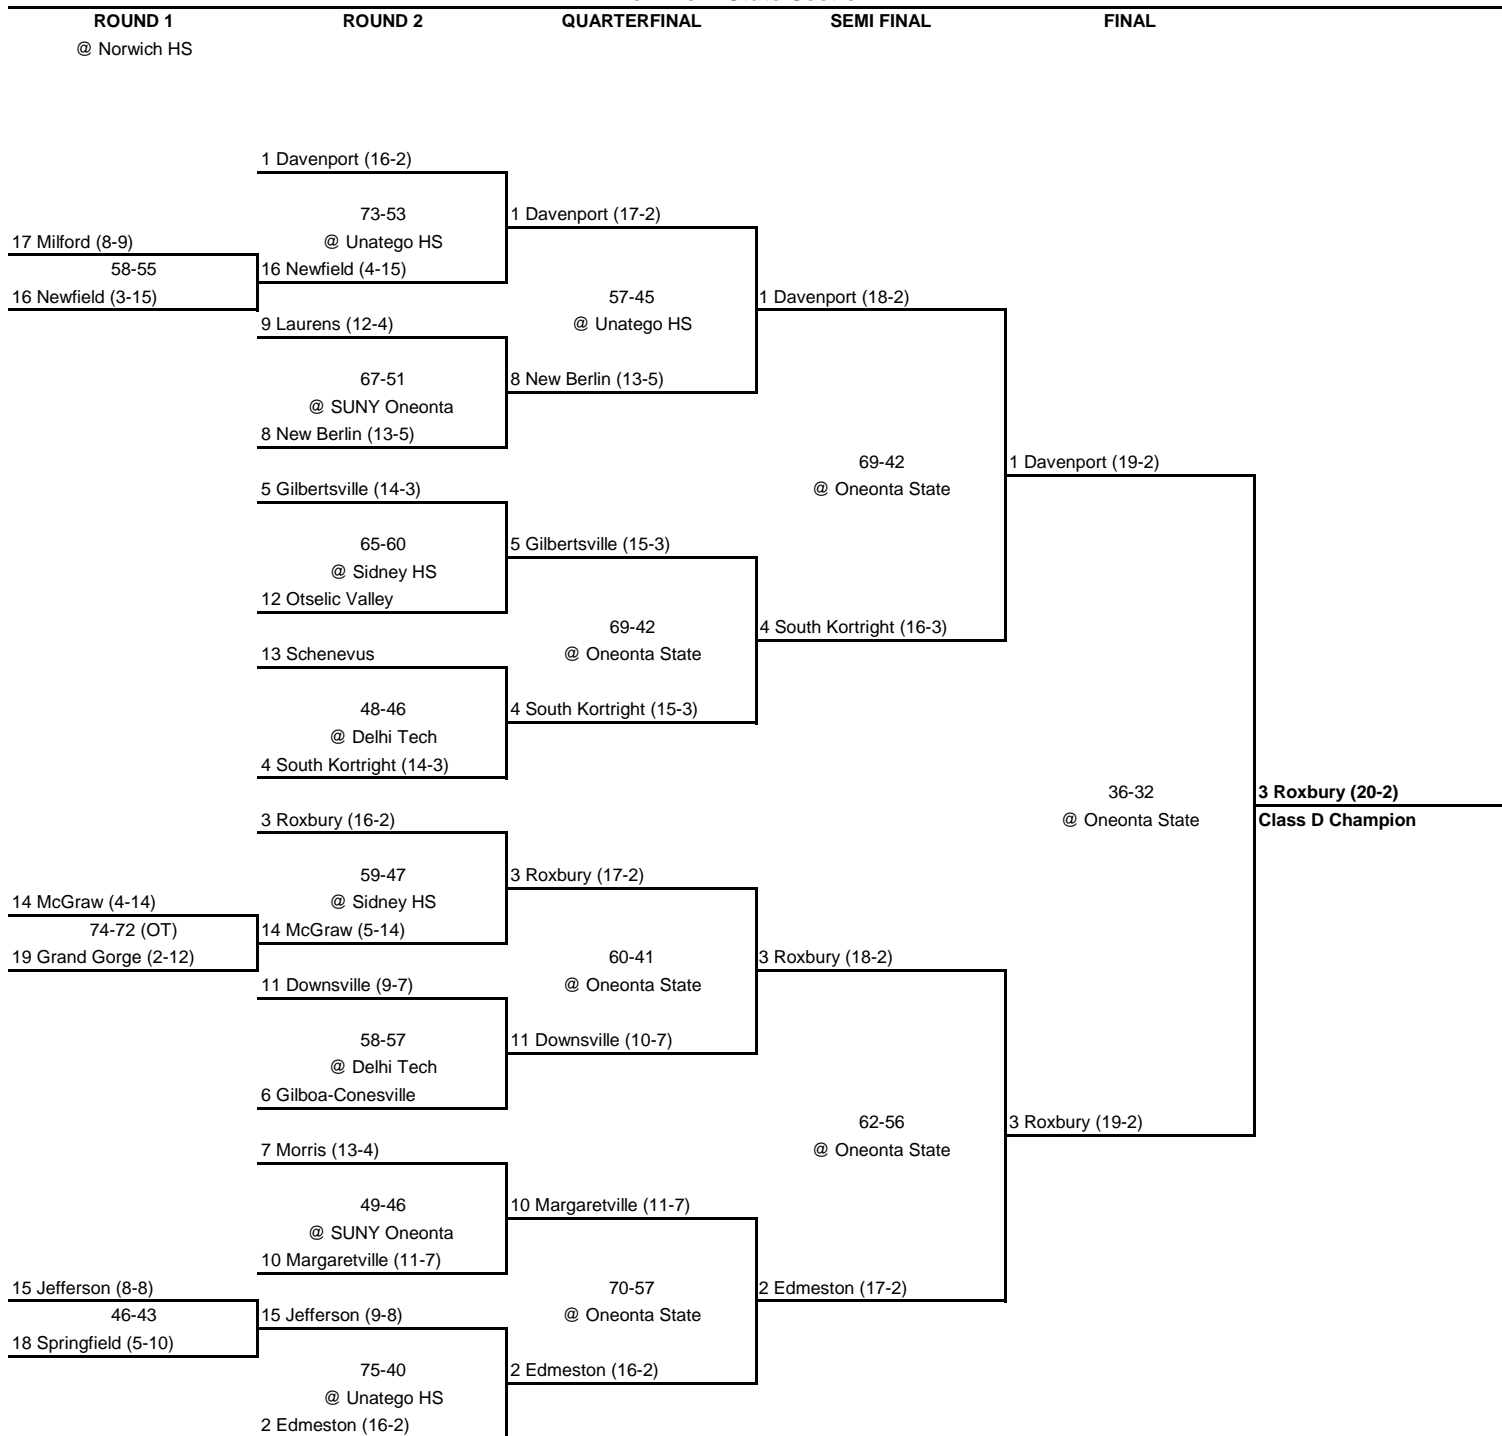 ROUND 1 ROUND 2 QUARTERFINAL SEMI FINAL FINAL
@ Norwich HS
1 Davenport (16-2)
73-53 1 Davenport (17-2)
17 Milford (8-9) @ Unatego HS
58-55 16 Newfield (4-15)
16 Newfield (3-15) 57-45 1 Davenport (18-2)
9 Laurens (12-4) @ Unatego HS
67-51 8 New Berlin (13-5)
@ SUNY Oneonta
8 New Berlin (13-5)
69-42 1 Davenport (19-2)
5 Gilbertsville (14-3) @ Oneonta State
65-60 5 Gilbertsville (15-3)
@ Sidney HS
12 Otselic Valley
69-42 4 South Kortright (16-3)
13 Schenevus @ Oneonta State
48-46 4 South Kortright (15-3)
@ Delhi Tech
4 South Kortright (14-3)
36-32 3 Roxbury (20-2)
3 Roxbury (16-2) @ Oneonta State Class D Champion
59-47 3 Roxbury (17-2)
14 McGraw (4-14) @ Sidney HS
74-72 (OT) 14 McGraw (5-14)
19 Grand Gorge (2-12) 60-41 3 Roxbury (18-2)
11 Downsville (9-7) @ Oneonta State
58-57 11 Downsville (10-7)
@ Delhi Tech
6 Gilboa-Conesville
62-56 3 Roxbury (19-2)
7 Morris (13-4) @ Oneonta State
49-46 10 Margaretville (11-7)
@ SUNY Oneonta
10 Margaretville (11-7)
15 Jefferson (8-8) 70-57 2 Edmeston (17-2)
46-43 15 Jefferson (9-8) @ Oneonta State
18 Springfield (5-10)
75-40 2 Edmeston (16-2)
@ Unatego HS
2 Edmeston (16-2)